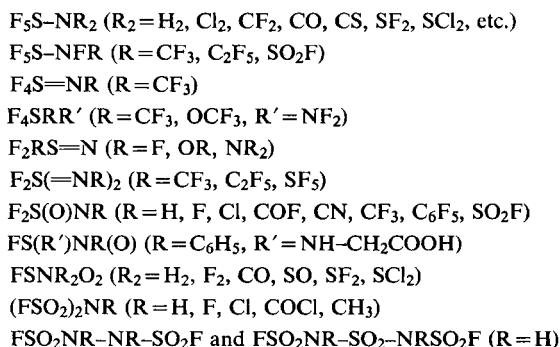 F₅S–NR₂ (R₂=H₂, Cl₂, CF₂, CO, CS, SF₂, SCl₂, etc.)
F₅S–NFR (R=CF₃, C₂F₅, SO₂F)
F₄S=NR (R=CF₃)
F₄SRR′ (R=CF₃, OCF₃, R′=NF₂)
F₂RS=N (R=F, OR, NR₂)
F₂S(=NR)₂ (R=CF₃, C₂F₅, SF₅)
F₂S(O)NR (R=H, F, Cl, COF, CN, CF₃, C₆F₅, SO₂F)
FS(R′)NR(O) (R=C₆H₅, R′=NH–CH₂COOH)
FSNR₂O₂ (R₂=H₂, F₂, CO, SO, SF₂, SCl₂)
(FSO₂)₂NR (R=H, F, Cl, COCl, CH₃)
FSO₂NR–NR–SO₂F and FSO₂NR–SO₂–NRSO₂F (R=H)